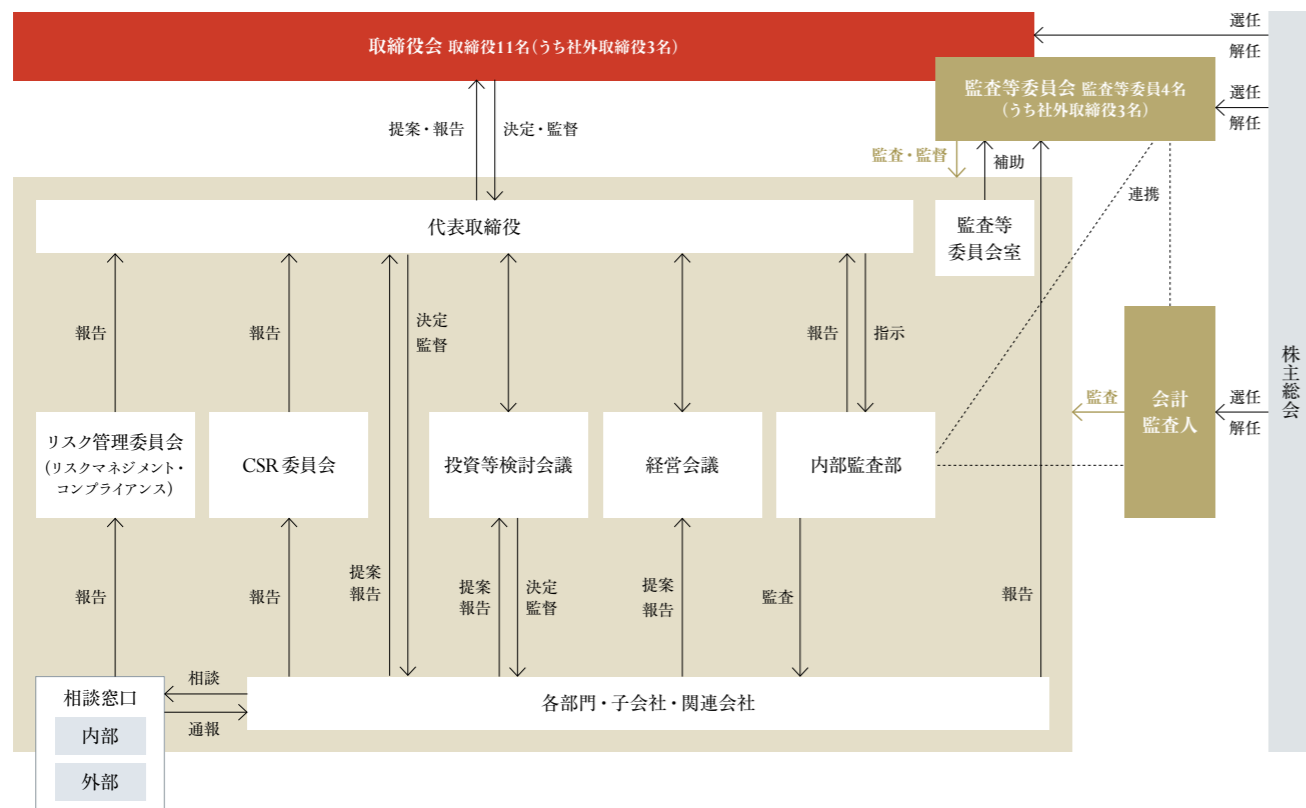 取締役会 取締役11名(うち社外取締役3名)
選任
解任
監査等委員会 監査等委員4名
(うち社外取締役3名)
選任
解任
提案・報告
決定・監督
監査・監督
補助
連携
代表取締役
監査等
委員会室
報告
報告
決定
監督
報告
指示
株主総会
監査
会計
監査人
選任
解任
リスク管理委員会
(リスクマネジメント・
コンプライアンス)
CSR委員会
投資等検討会議
経営会議
内部監査部
報告
報告
提案
報告
提案
報告
決定
監督
提案
報告
監査
報告
相談窓口
内部
外部
相談
通報
各部門・子会社・関連会社